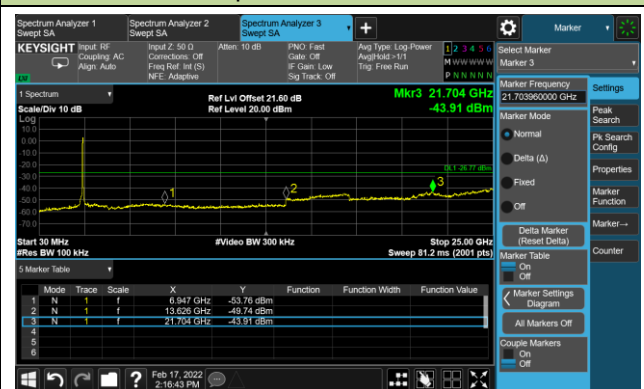 Spectrum Analyzer 1
Swept SA
Spectrum Analyzer 2
Swept SA
Spectrum Analyzer 3
Swept SA
Marker
KEYSIGHT
Input: RF
Coupling: AC
Align: Auto
Input Z: 50 Ω
Corrections: Off
Freq Ref: Int (S)
NFE: Adaptive
Atten: 10 dB
PNO: Fast
Gate: Off
IF Gain: Low
Sig Track: Off
Avg Type: Log-Power
Avg|Hold:>1/1
Trig: Free Run
1 2 3 4 5 6
M W W W W W
P N N N N N
Select Marker
Marker 3
1 Spectrum
Scale/Div 10 dB
Ref Lvl Offset 21.60 dB
Ref Level 20.00 dBm
Mkr3 21.704 GHz
-43.91 dBm
Log
10.0
0.00
-10.0
-20.0
-30.0
-40.0
-50.0
-60.0
-70.0
DL1 -26.77 dBm
1
2
3
Start 30 MHz
#Res BW 100 kHz
#Video BW 300 kHz
Stop 25.00 GHz
Sweep 81.2 ms (2001 pts)
5 Marker Table
Mode Trace Scale X Y Function Function Width Function Value
1 N 1 f 6.947 GHz -53.76 dBm
2 N 1 f 13.626 GHz -49.74 dBm
3 N 1 f 21.704 GHz -43.91 dBm
4
5
6
Marker Frequency
21.703960000 GHz
Marker Mode
Normal
Delta (Δ)
Fixed
Off
Delta Marker
(Reset Delta)
Marker Table
On
Off
Marker Settings
Diagram
All Markers Off
Couple Markers
On
Off
Settings
Peak
Search
Pk Search
Config
Properties
Marker
Function
Marker→
Counter
Feb 17, 2022
2:16:43 PM